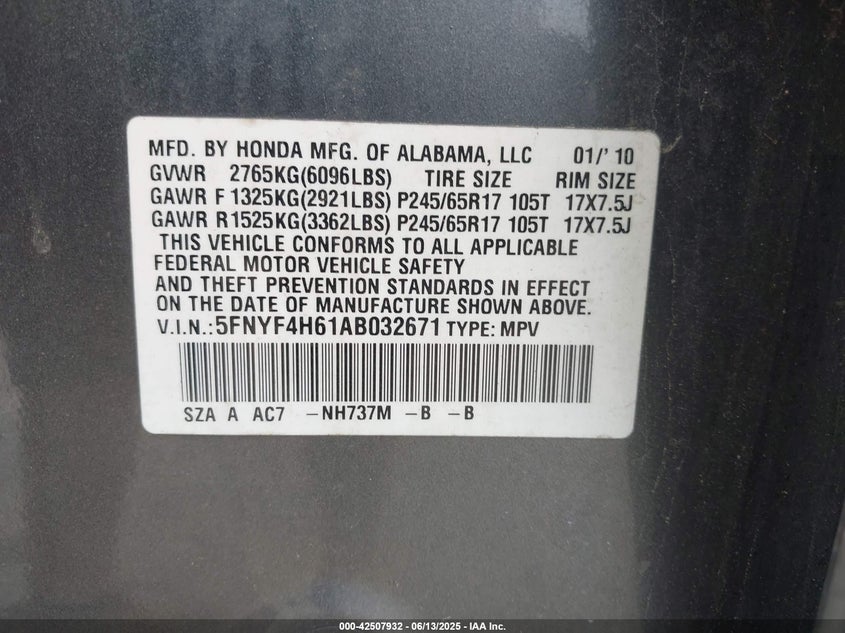 MFD. BY HONDA MFG. OF ALABAMA, LLC 01/' 10
GVWR 2765KG(6096LBS) TIRE SIZE RIM SIZE
GAWR F 1325KG(2921LBS) P245/65R17 105T 17X7.5J
GAWR R1525KG(3362LBS) P245/65R17 105T 17X7.5J
THIS VEHICLE CONFORMS TO ALL APPLICABLE
FEDERAL MOTOR VEHICLE SAFETY
AND THEFT PREVENTION STANDARDS IN EFFECT
ON THE DATE OF MANUFACTURE SHOWN ABOVE.
V.I.N.:5FNYF4H61AB032671 TYPE: MPV
SZA A AC7 -NH737M -B -B
000-42507932 - 06/13/2025 - IAA Inc.